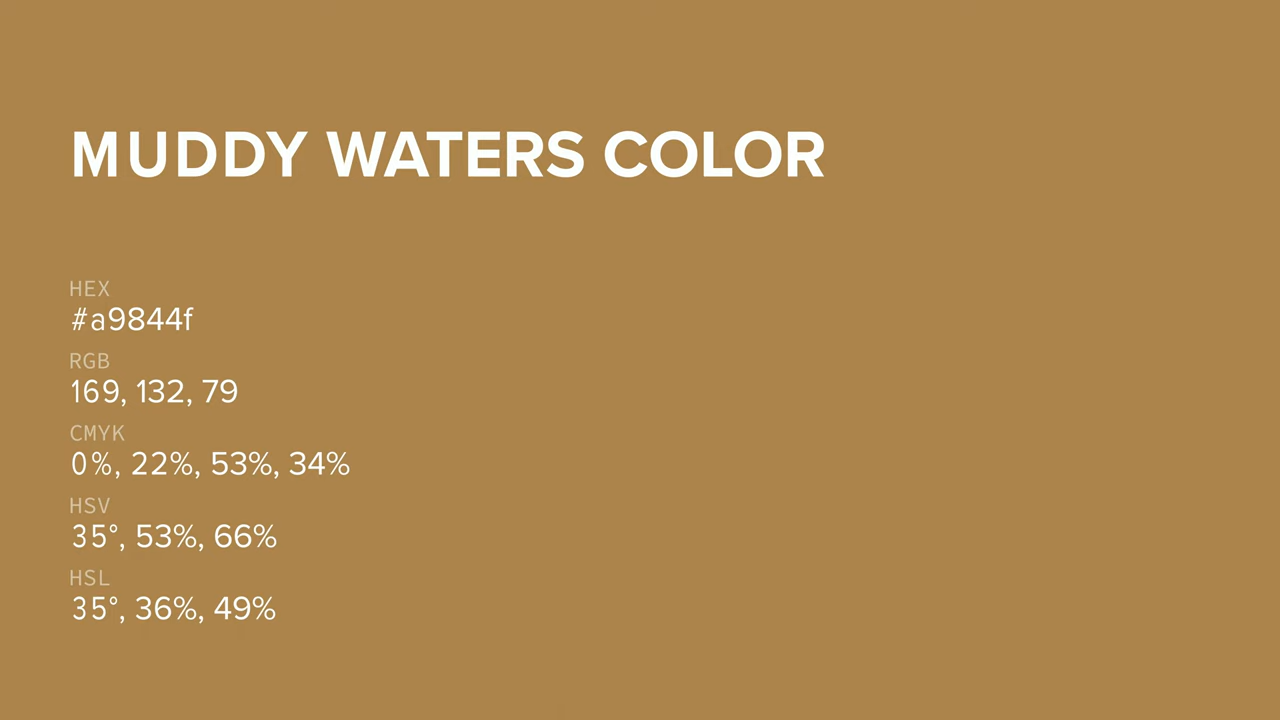 MUDDY WATERS COLOR
HEX
#a9844f
RGB
169, 132, 79
CMYK
0%, 22%, 53%, 34%
HSV
35°, 53%, 66%
HSL
35°, 36%, 49%